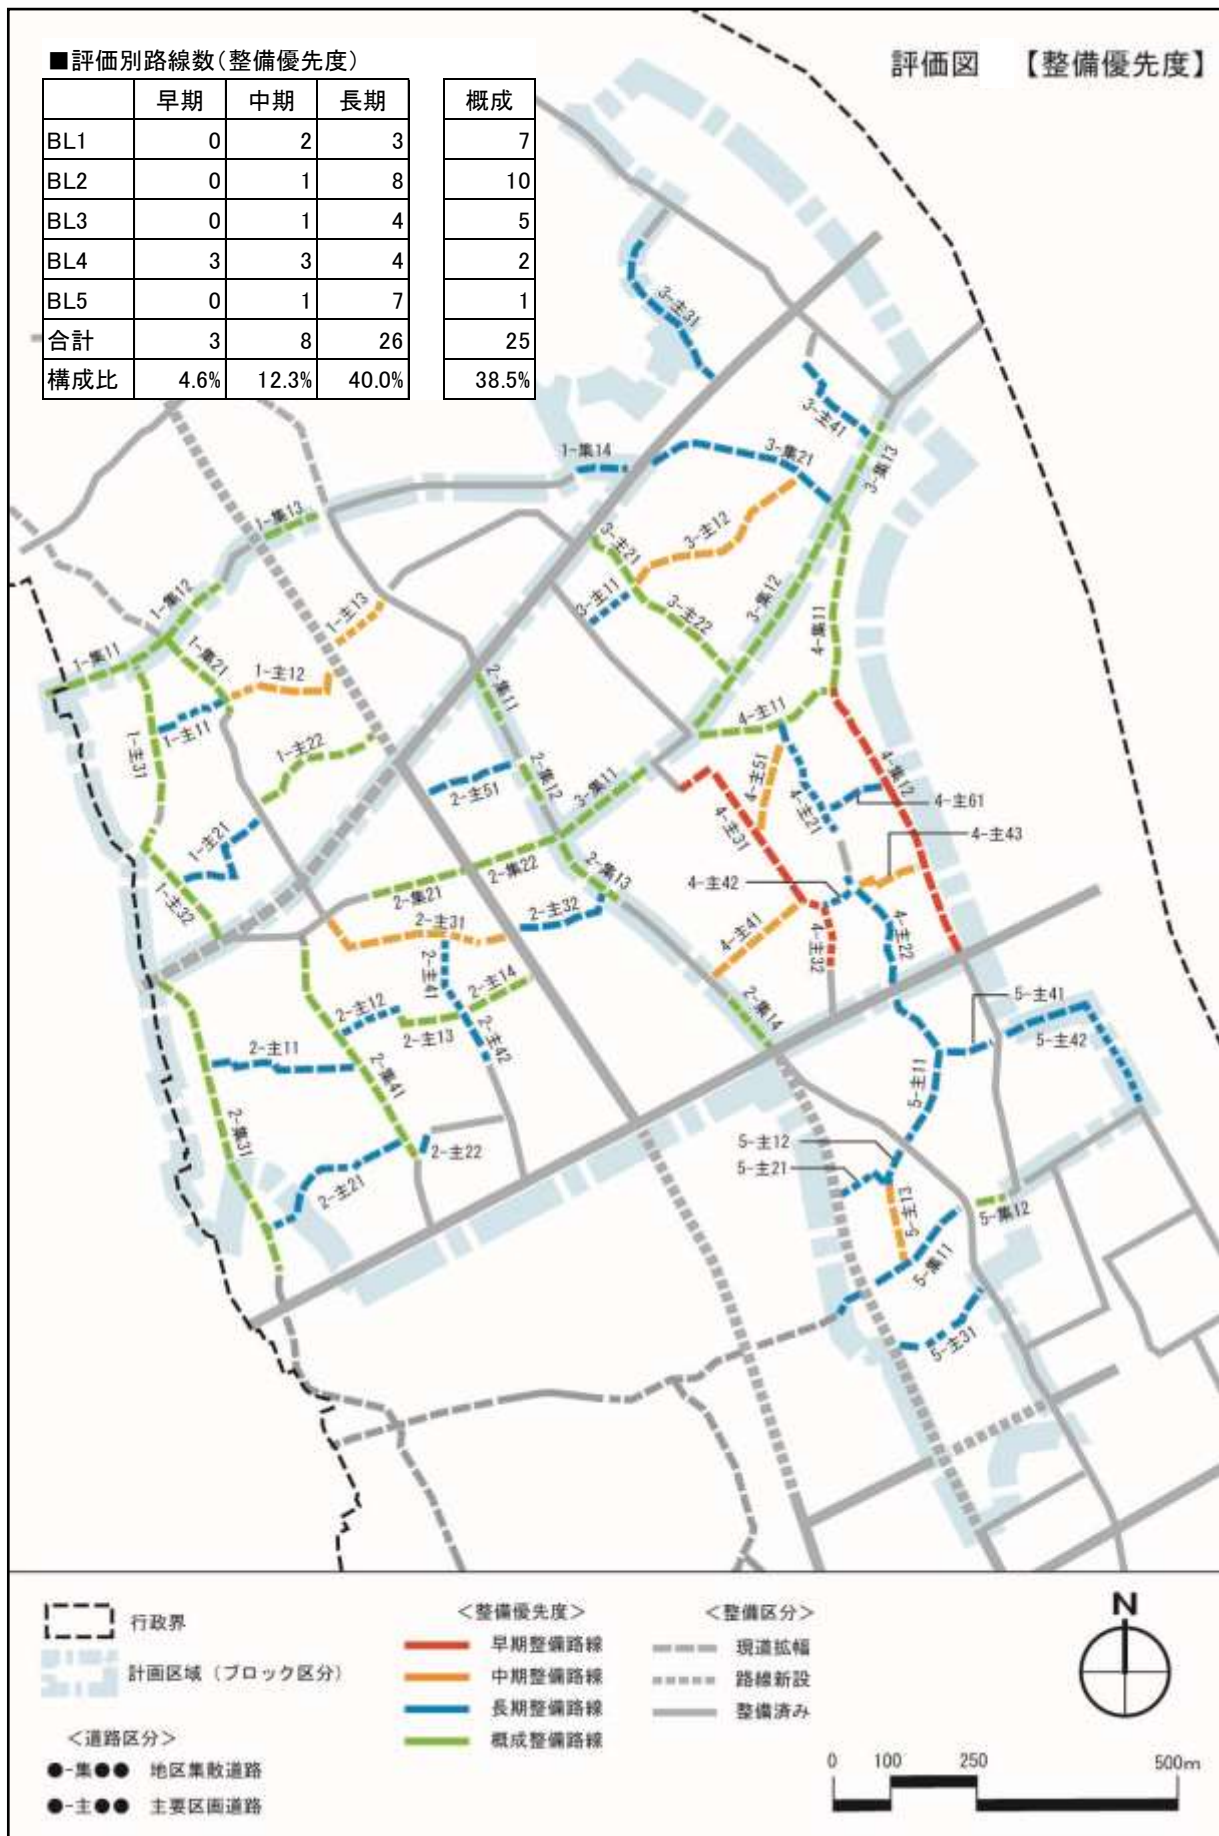 ■評価別路線数(整備優先度)
評価図 【整備優先度】
早期 中期 長期 概成
BL1 0 2 3 7
BL2 0 1 8 10
BL3 0 1 4 5
BL4 3 3 4 2
BL5 0 1 7 1
合計 3 8 26 25
構成比 4.6% 12.3% 40.0% 38.5%
3-主31
3-主41
1-集14
3-集21
3-集13
1-集13
3-主21
3-主12
1-集12
3-主11
3-集12
1-主13
3-主22
4-集11
1-集11
1-集21
1-主12
2-集11
1-主11
4-主11
1-主31
1-主22
2-集12
4-主51
4-集12
2-主51
3-集11
4-主21
4-主61
4-主31
1-主21
4-主43
2-集22
2-集13
4-主42
1-主32
2-集21
2-主32
2-主31
4-主41
4-主22
4-主32
2-主41
2-主14
2-主12
2-集14
5-主41
2-主13
2-主42
5-主42
2-主11
2-集41
5-主11
2-集31
5-主12
2-主22
5-主21
2-主21
5-主13
5-集12
5-集11
5-主31
行政界
計画区域(ブロック区分)
<道路区分>
●-集●● 地区集散道路
●-主●● 主要区画道路
<整備優先度>
早期整備路線
中期整備路線
長期整備路線
概成整備路線
<整備区分>
現道拡幅
路線新設
整備済み
N
0 100 250 500m